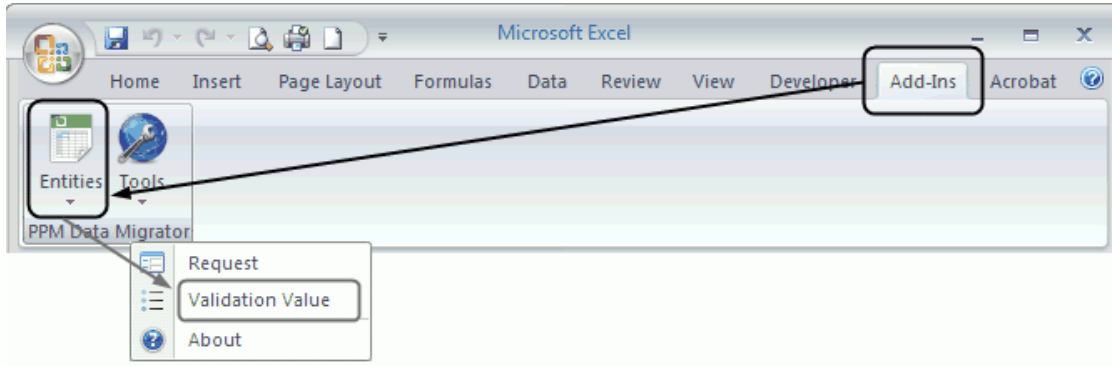 Microsoft Excel
Home Insert Page Layout Formulas Data Review View Developer Add-Ins Acrobat
Entities Tools
PPM Data Migrator
Request
Validation Value
About